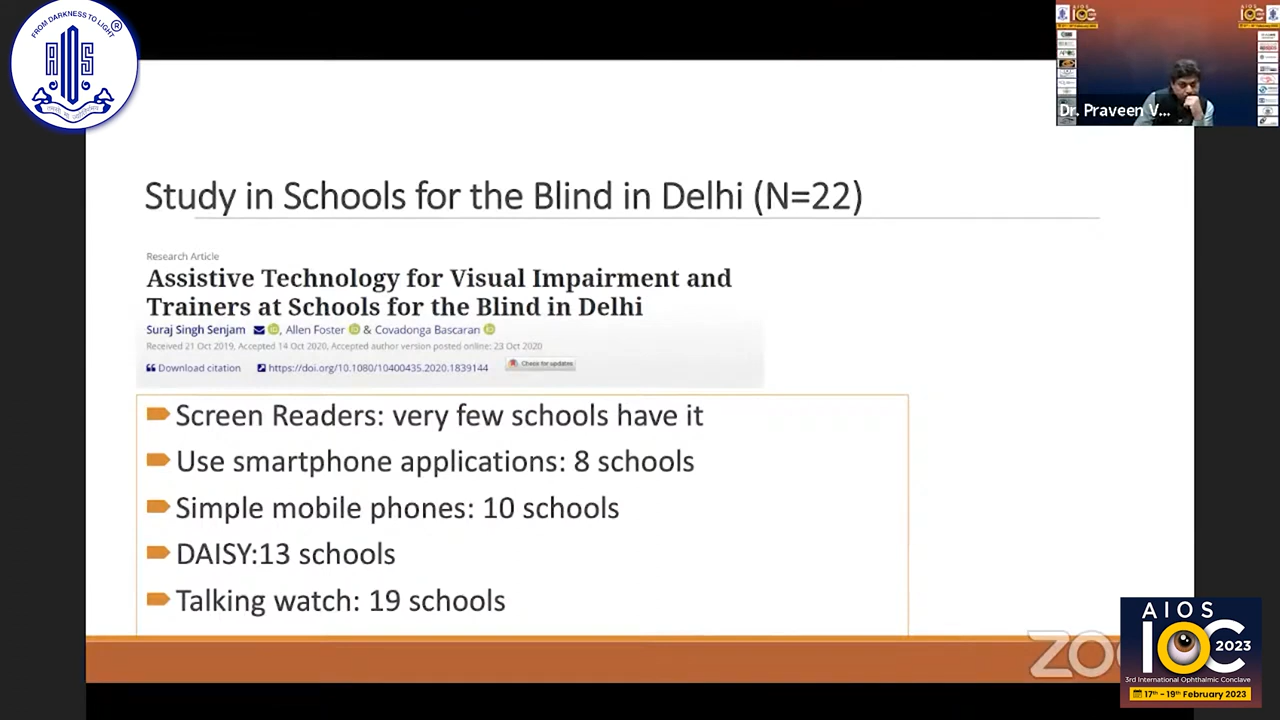 FROM DARKNESS TO LIGHT
®
AIOS
AIOS
IOC
Dr. Praveen V...
Study in Schools for the Blind in Delhi (N=22)
Research Article
Assistive Technology for Visual Impairment and
Trainers at Schools for the Blind in Delhi
Suraj Singh Senjam iD, Allen Foster iD & Covadonga Bascaran iD
Received 21 Oct 2019, Accepted 14 Oct 2020, Accepted author version posted online: 23 Oct 2020
Download citation https://doi.org/10.1080/10400435.2020.1839144 Check for updates
Screen Readers: very few schools have it
Use smartphone applications: 8 schools
Simple mobile phones: 10 schools
DAISY:13 schools
Talking watch: 19 schools
AIOS
IOC 2023
3rd International Ophthalmic Conclave
17th - 19th February 2023